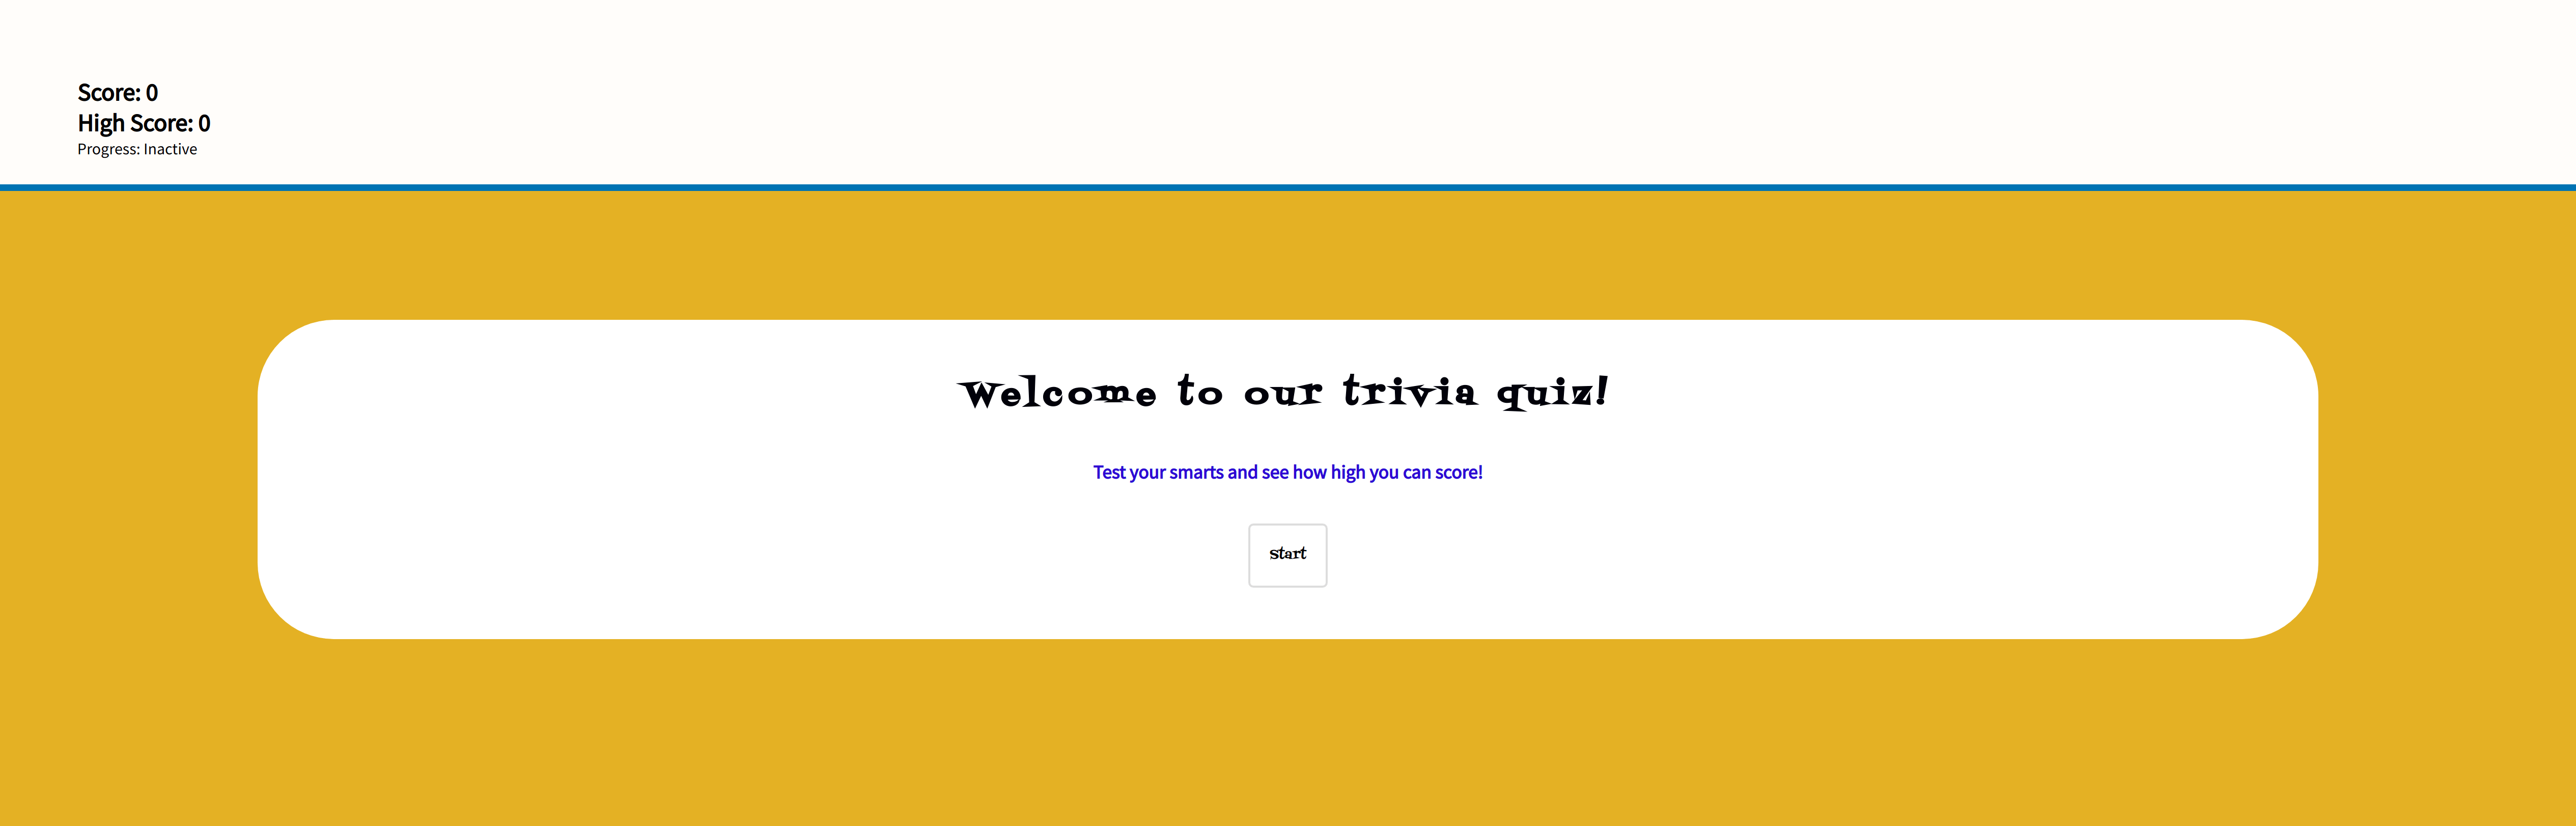 Score: 0
High Score: 0
Progress: Inactive
Welcome to our trivia quiz!
Test your smarts and see how high you can score!
start